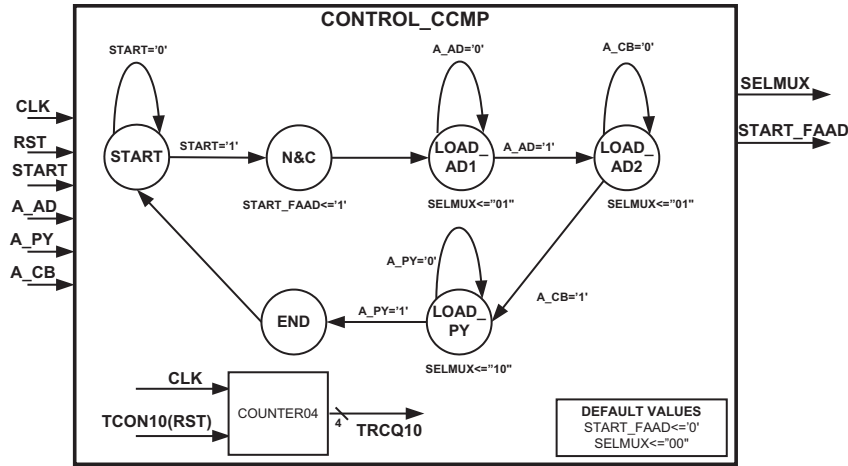 CONTROL_CCMP
START='0'
A_AD='0'
A_CB='0'
CLK
RST
START
A_AD
A_PY
A_CB
SELMUX
START_FAAD
START
START='1'
N&C
START_FAAD<='1'
LOAD_
AD1
A_AD='1'
LOAD_
AD2
SELMUX<="01"
SELMUX<="01"
A_PY='0'
A_CB='1'
END
A_PY='1'
LOAD_
PY
SELMUX<="10"
CLK
TCON10(RST)
COUNTER04
4
TRCQ10
DEFAULT VALUES
START_FAAD<='0'
SELMUX<="00"